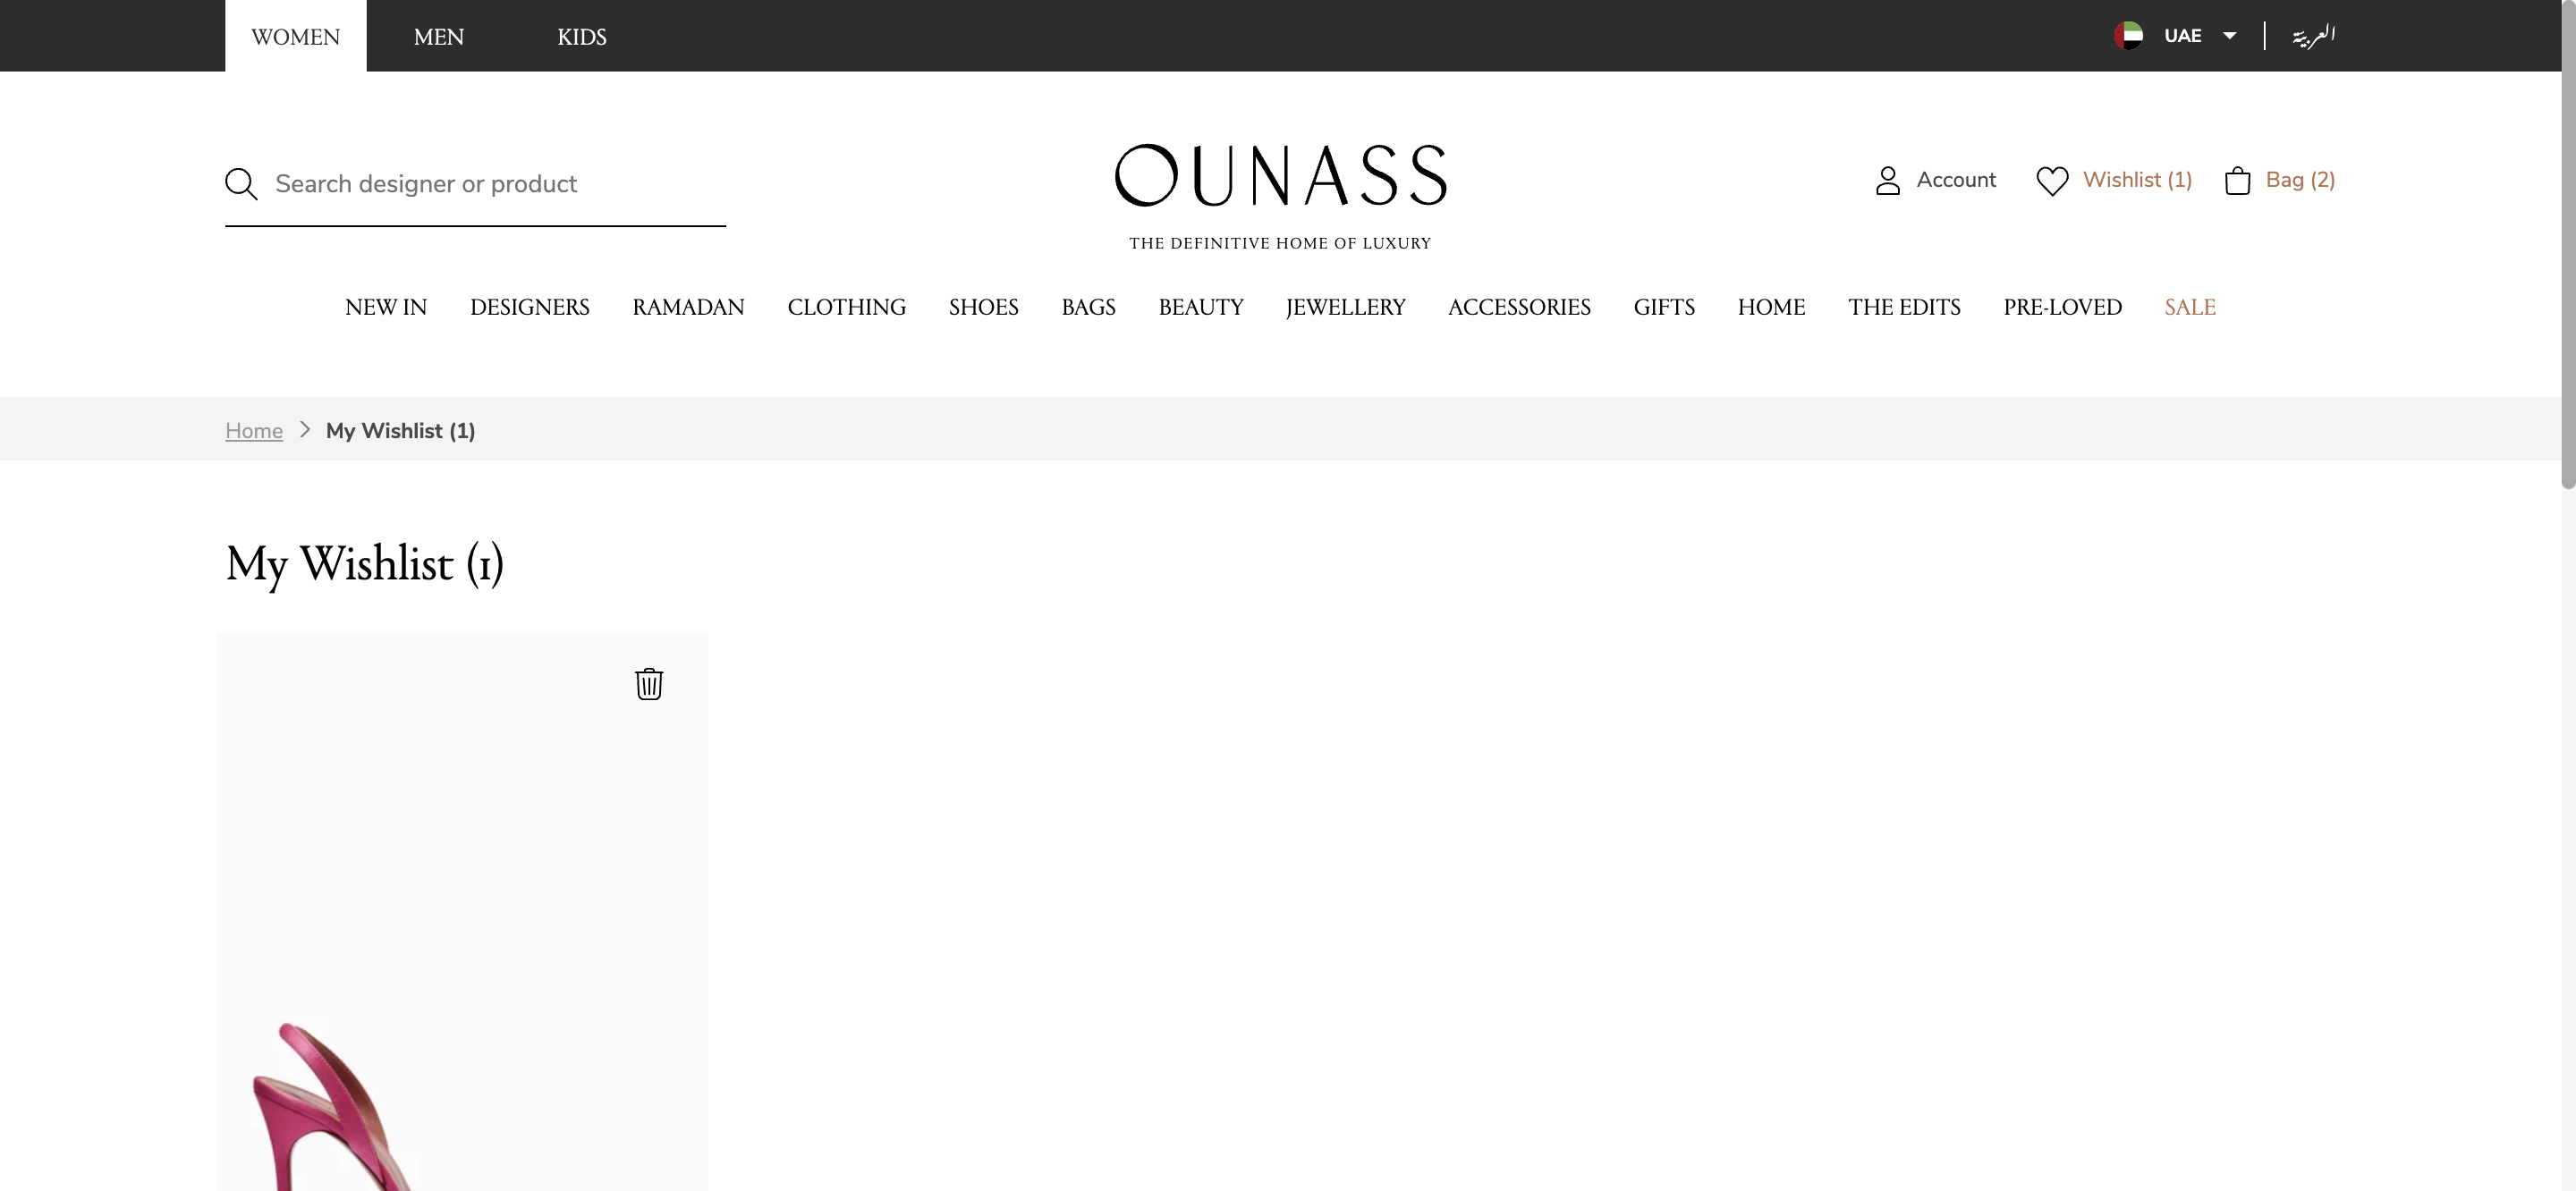 WOMEN MEN KIDS UAE العربية
Search designer or product
OUNASS
THE DEFINITIVE HOME OF LUXURY
Account Wishlist (1) Bag (2)
NEW IN DESIGNERS RAMADAN CLOTHING SHOES BAGS BEAUTY JEWELLERY ACCESSORIES GIFTS HOME THE EDITS PRE-LOVED SALE
Home My Wishlist (1)
My Wishlist (1)